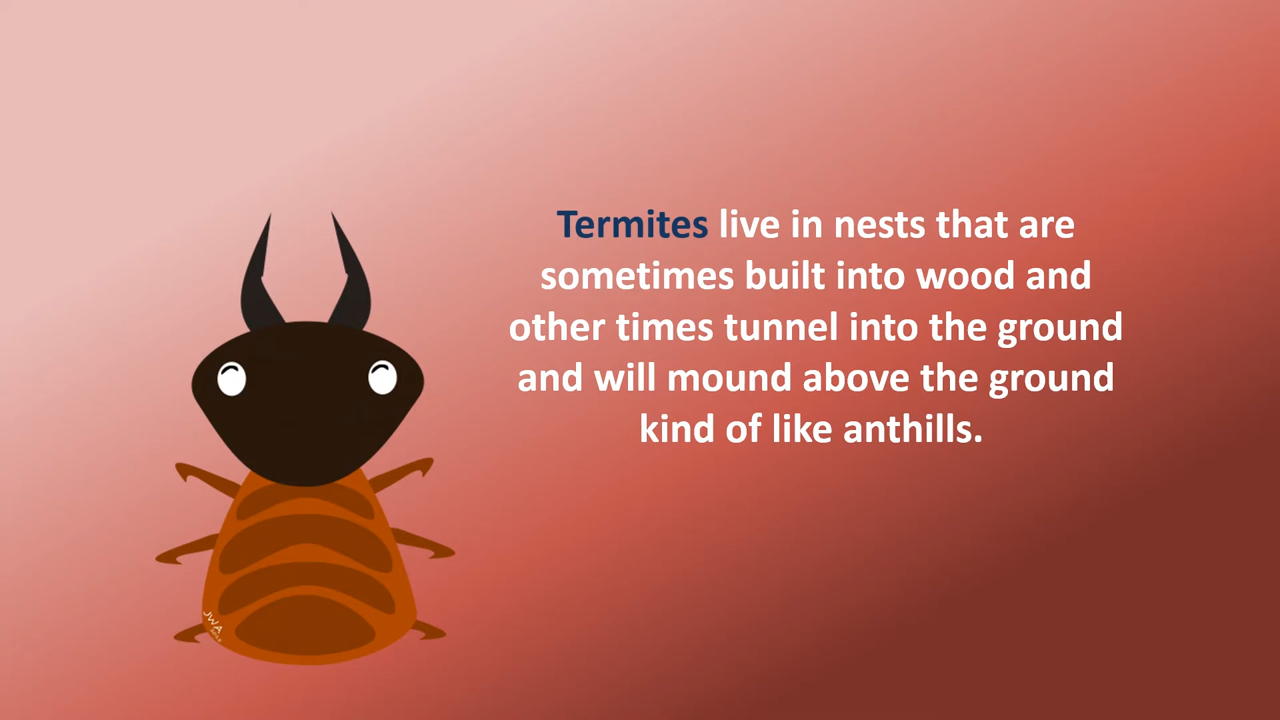 Termites live in nests that are
sometimes built into wood and
other times tunnel into the ground
and will mound above the ground
kind of like anthills.
JWA